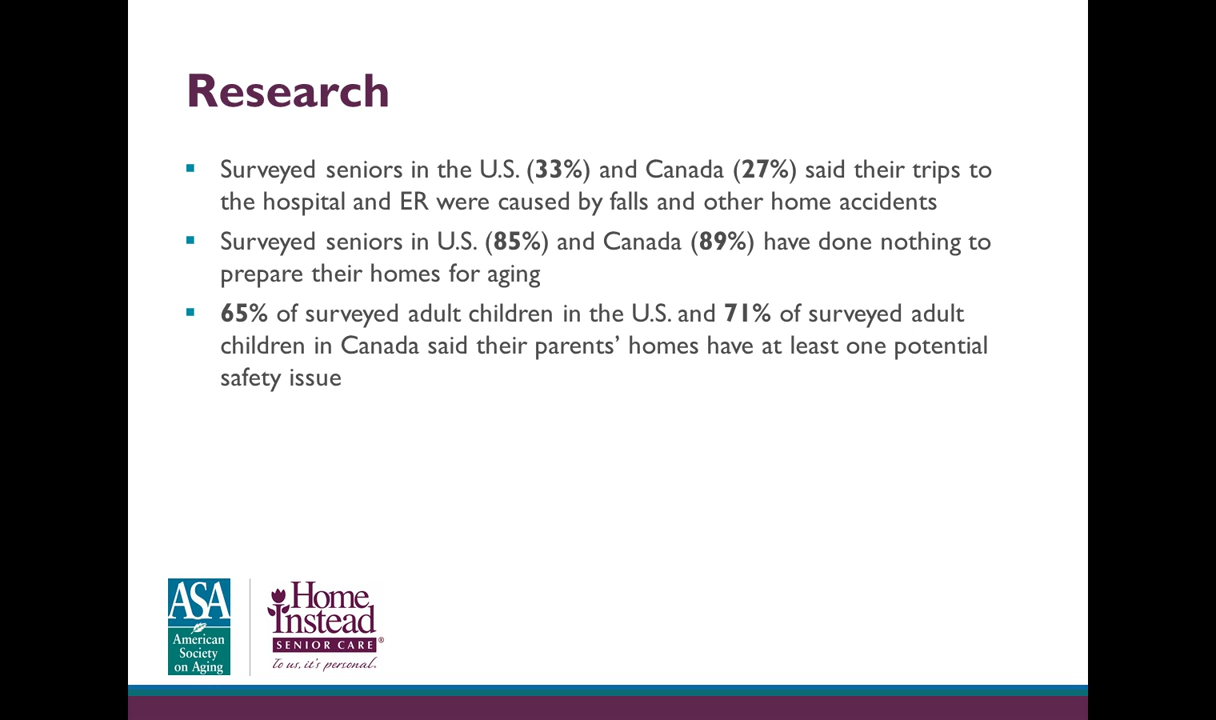 Research
Surveyed seniors in the U.S. (33%) and Canada (27%) said their trips to
the hospital and ER were caused by falls and other home accidents
Surveyed seniors in U.S. (85%) and Canada (89%) have done nothing to
prepare their homes for aging
65% of surveyed adult children in the U.S. and 71% of surveyed adult
children in Canada said their parents’ homes have at least one potential
safety issue
ASA
American
Society
on Aging
Home
Instead
SENIOR CARE®
To us, it's personal.